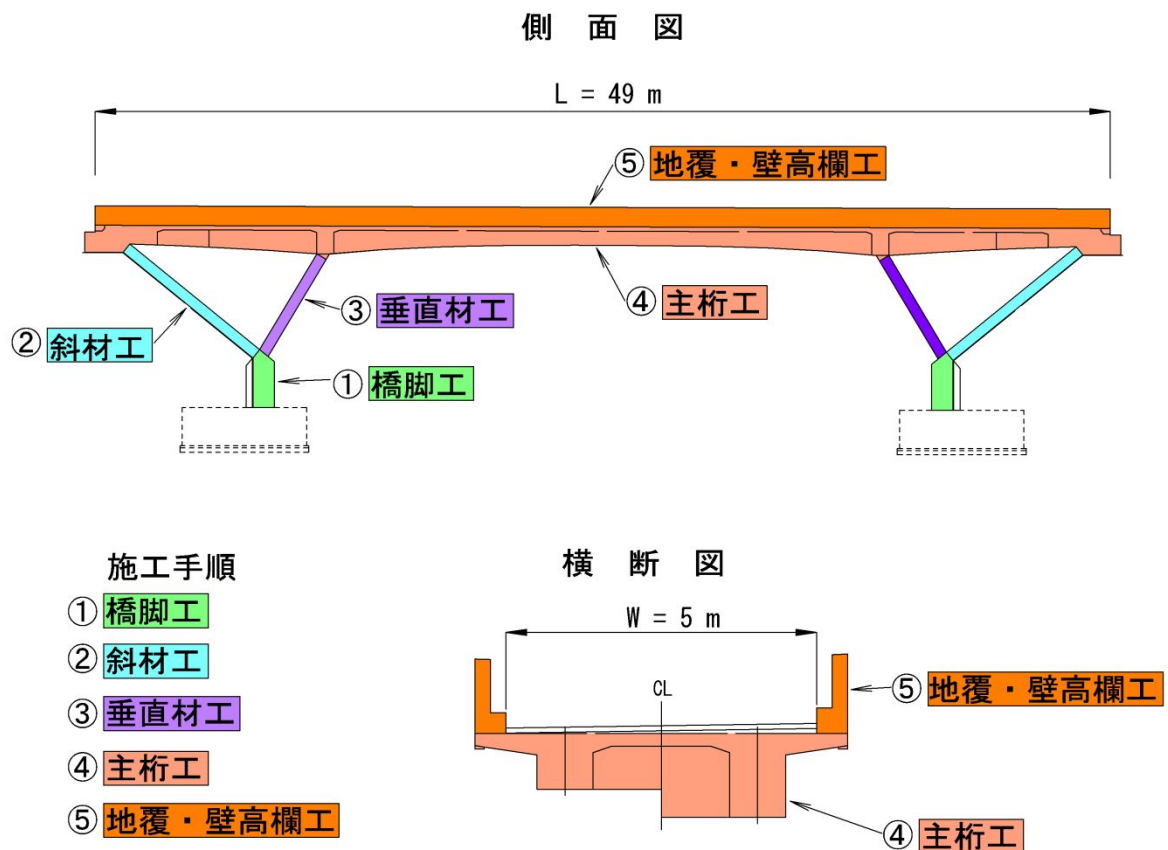 側面図
L = 49 m
⑤ 地覆・壁高欄工
③ 垂直材工
④ 主桁工
② 斜材工
① 橋脚工
施工手順
① 橋脚工
② 斜材工
③ 垂直材工
④ 主桁工
⑤ 地覆・壁高欄工
横断図
W = 5 m
CL
⑤ 地覆・壁高欄工
④ 主桁工